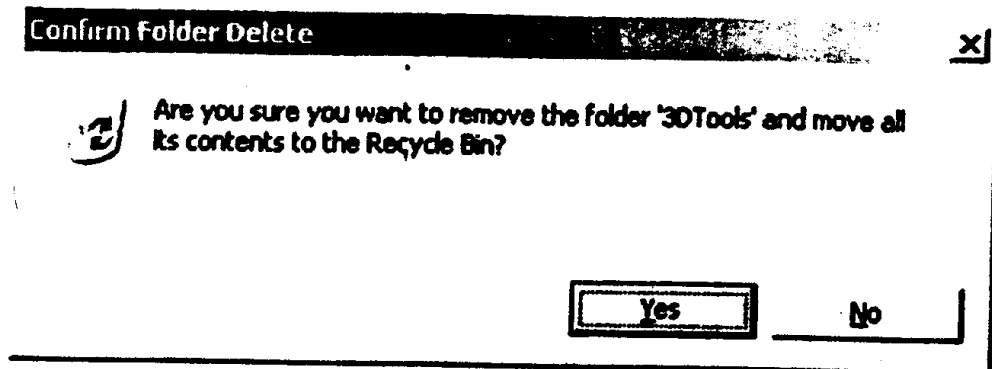 Confirm Folder Delete
Are you sure you want to remove the folder '3DTools' and move all
its contents to the Recycle Bin?
Yes
No